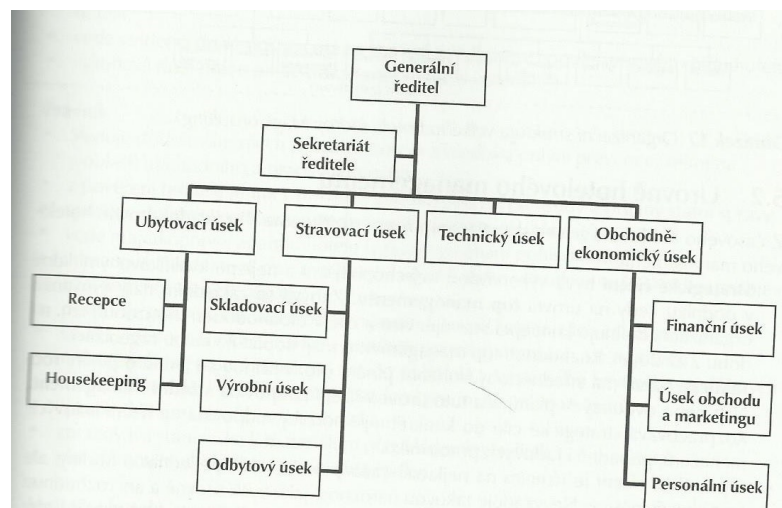 Generální
ředitel
Sekretariát
ředitele
Ubytovací úsek
Stravovací úsek
Technický úsek
Obchodně-
ekonomický úsek
Recepce
Housekeeping
Skladovací úsek
Výrobní úsek
Odbytový úsek
Finanční úsek
Úsek obchodu
a marketingu
Personální úsek